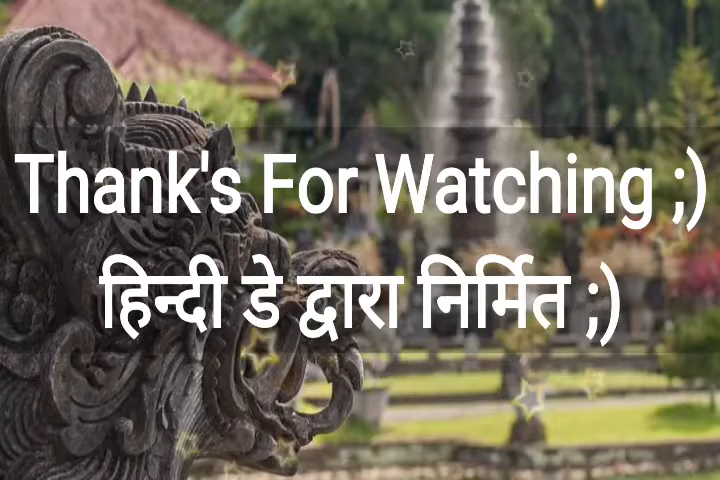 Thank's For Watching ;)
हिन्दी डे द्वारा निर्मित ;)